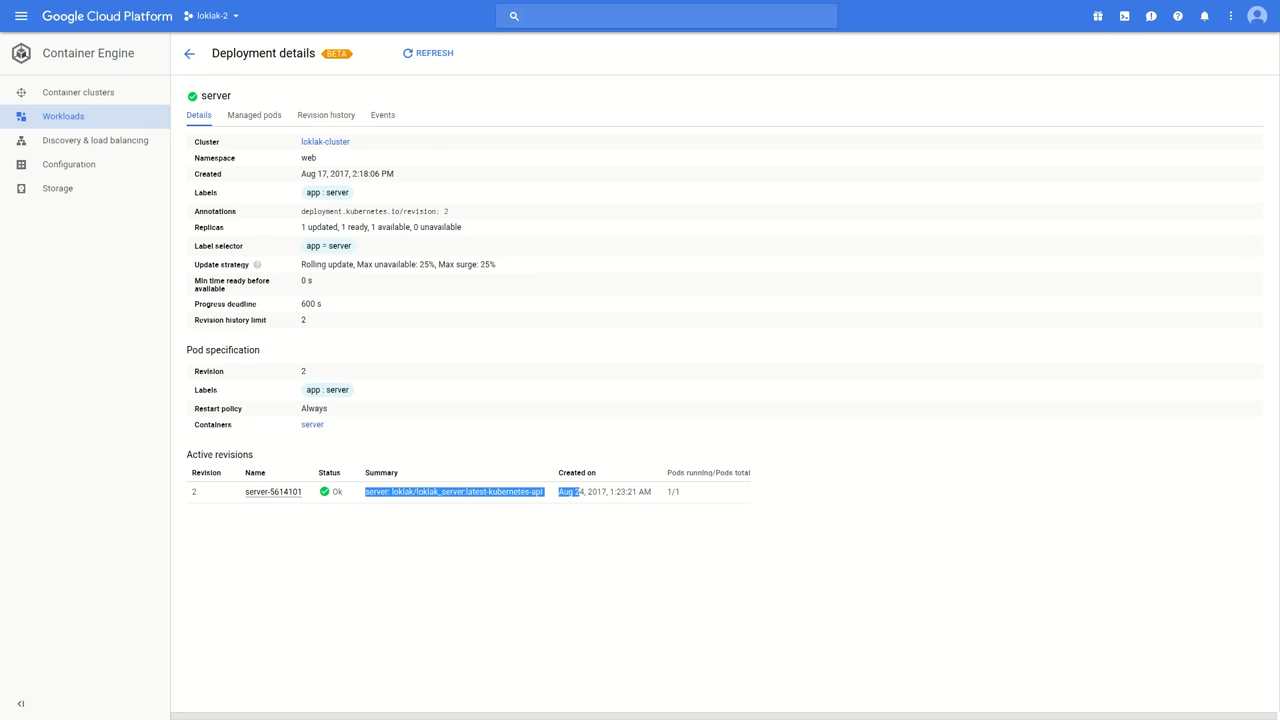 Google Cloud Platform loklak-2
Container Engine
Deployment details BETA REFRESH
Container clusters
Workloads
Discovery & load balancing
Configuration
Storage
server
Details Managed pods Revision history Events
Cluster loklak-cluster
Namespace web
Created Aug 17, 2017, 2:18:06 PM
Labels app : server
Annotations deployment.kubernetes.io/revision: 2
Replicas 1 updated, 1 ready, 1 available, 0 unavailable
Label selector app = server
Update strategy ? Rolling update, Max unavailable: 25%, Max surge: 25%
Min time ready before 0 s
available
Progress deadline 600 s
Revision history limit 2
Pod specification
Revision 2
Labels app : server
Restart policy Always
Containers server
Active revisions
Revision Name Status Summary Created on Pods running/Pods total
2 server-5614101 Ok server: loklak/loklak_server:latest-kubernetes-api Aug 24, 2017, 1:23:21 AM 1/1